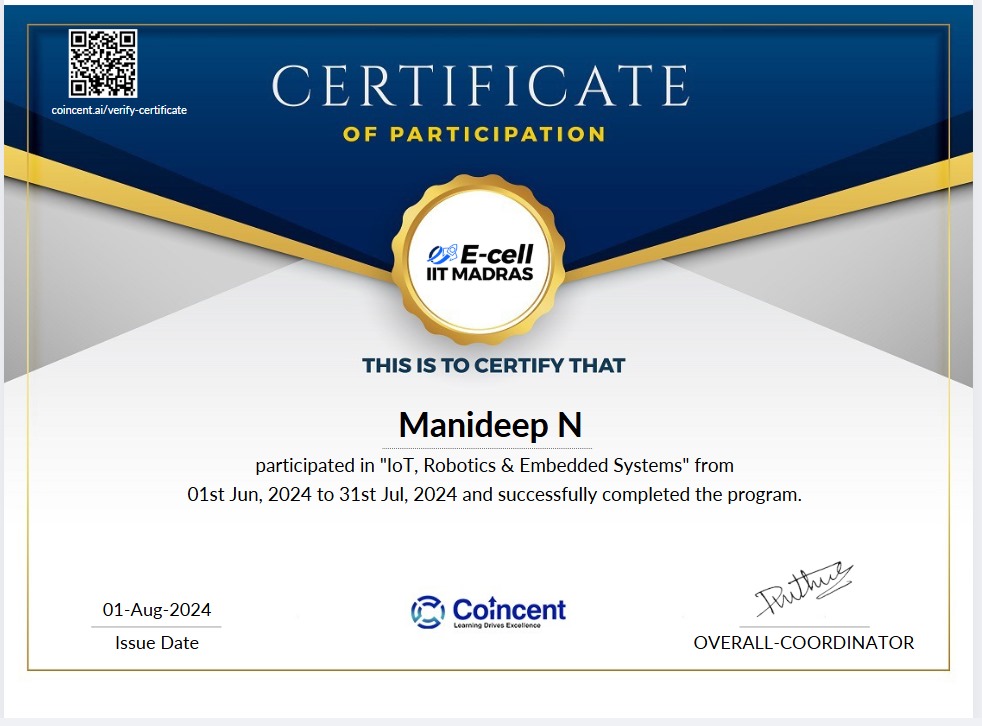 coincent.ai/verify-certificate
CERTIFICATE
OF PARTICIPATION
E-cell
IIT MADRAS
THIS IS TO CERTIFY THAT
Manideep N
participated in "IoT, Robotics & Embedded Systems" from
01st Jun, 2024 to 31st Jul, 2024 and successfully completed the program.
01-Aug-2024
Issue Date
Coincent
Learning Drives Excellence
OVERALL-COORDINATOR